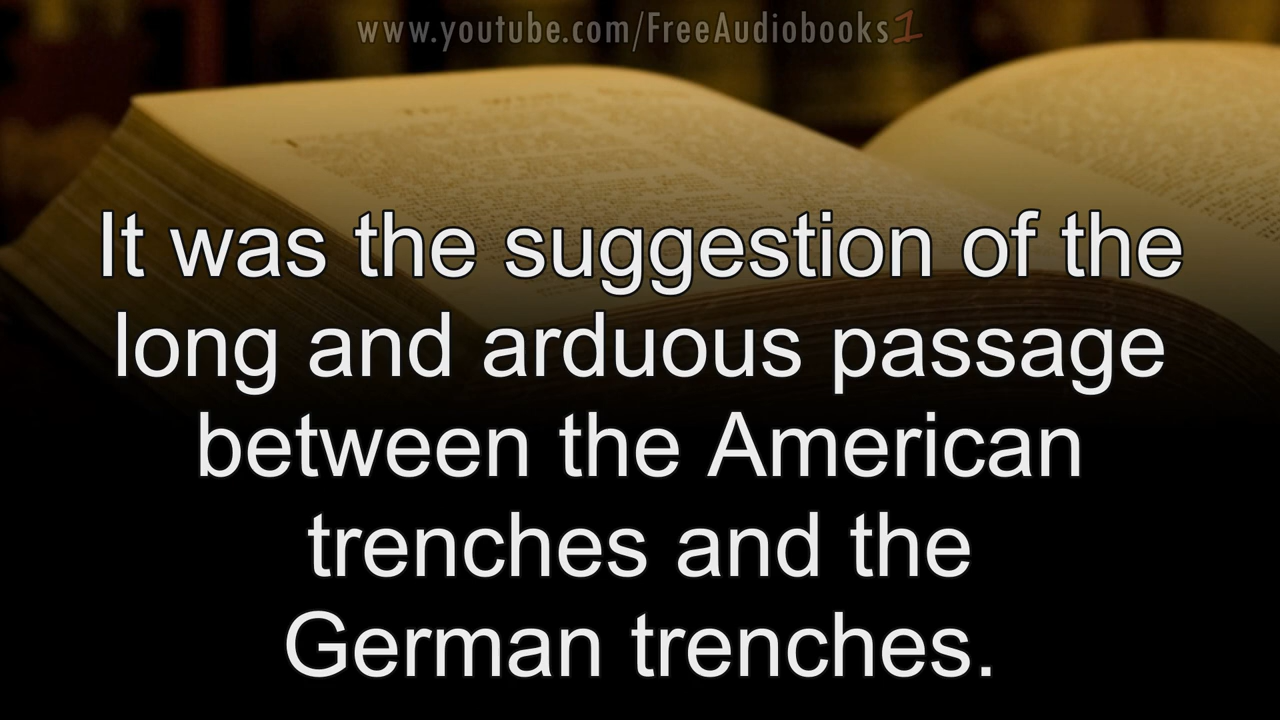 www.youtube.com/FreeAudiobooks1
It was the suggestion of the
long and arduous passage
between the American
trenches and the
German trenches.